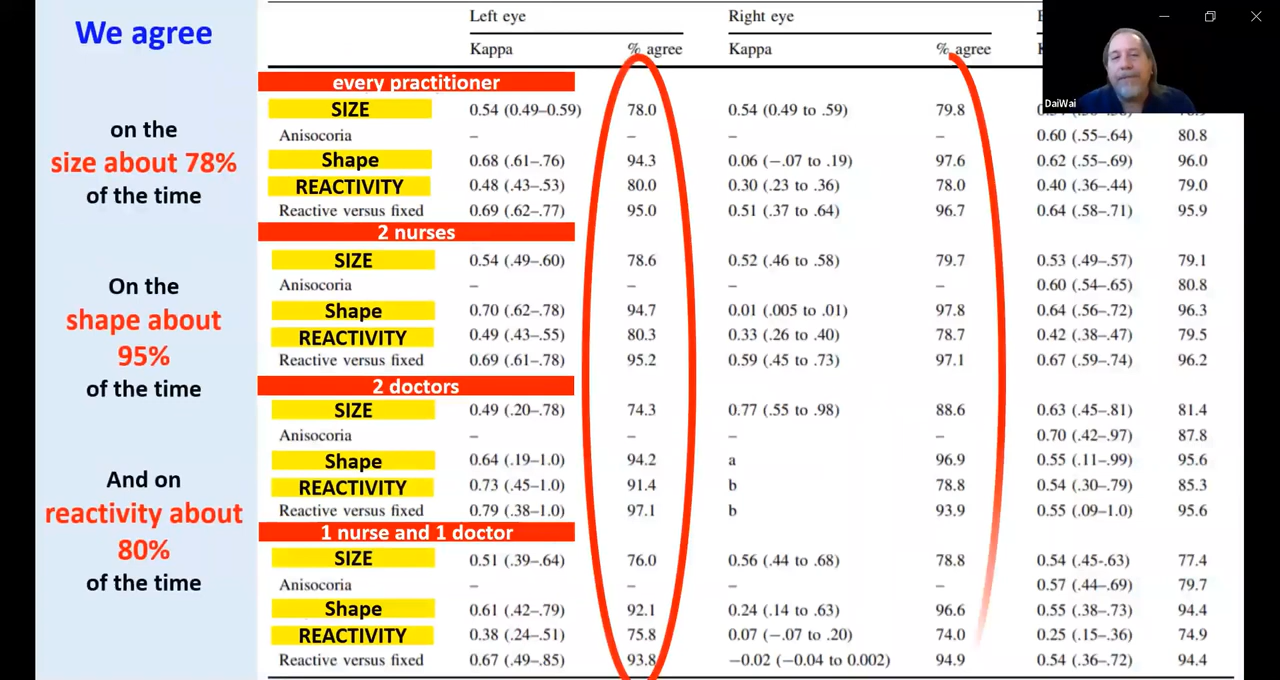 We agree
on the
size about 78%
of the time
On the
shape about
95%
of the time
And on
reactivity about
80%
of the time
Left eye Right eye
Kappa % agree Kappa % agree
every practitioner
SIZE 0.54 (0.49–0.59) 78.0 0.54 (0.49 to .59) 79.8
Anisocoria – – – – 0.60 (.55–.64) 80.8
Shape 0.68 (.61–.76) 94.3 0.06 (−.07 to .19) 97.6 0.62 (.55–.69) 96.0
REACTIVITY 0.48 (.43–.53) 80.0 0.30 (.23 to .36) 78.0 0.40 (.36–.44) 79.0
Reactive versus fixed 0.69 (.62–.77) 95.0 0.51 (.37 to .64) 96.7 0.64 (.58–.71) 95.9
2 nurses
SIZE 0.54 (.49–.60) 78.6 0.52 (.46 to .58) 79.7 0.53 (.49–.57) 79.1
Anisocoria – – – – 0.60 (.54–.65) 80.8
Shape 0.70 (.62–.78) 94.7 0.01 (.005 to .01) 97.8 0.64 (.56–.72) 96.3
REACTIVITY 0.49 (.43–.55) 80.3 0.33 (.26 to .40) 78.7 0.42 (.38–.47) 79.5
Reactive versus fixed 0.69 (.61–.78) 95.2 0.59 (.45 to .73) 97.1 0.67 (.59–.74) 96.2
2 doctors
SIZE 0.49 (.20–.78) 74.3 0.77 (.55 to .98) 88.6 0.63 (.45–.81) 81.4
Anisocoria – – – – 0.70 (.42–.97) 87.8
Shape 0.64 (.19–1.0) 94.2 a 96.9 0.55 (.11–.99) 95.6
REACTIVITY 0.73 (.45–1.0) 91.4 b 78.8 0.54 (.30–.79) 85.3
Reactive versus fixed 0.79 (.38–1.0) 97.1 b 93.9 0.55 (.09–1.0) 95.6
1 nurse and 1 doctor
SIZE 0.51 (.39–.64) 76.0 0.56 (.44 to .68) 78.8 0.54 (.45-.63) 77.4
Anisocoria – – – – 0.57 (.44–.69) 79.7
Shape 0.61 (.42–.79) 92.1 0.24 (.14 to .63) 96.6 0.55 (.38–.73) 94.4
REACTIVITY 0.38 (.24–.51) 75.8 0.07 (−.07 to .20) 74.0 0.25 (.15–.36) 74.9
Reactive versus fixed 0.67 (.49–.85) 93.8 −0.02 (−0.04 to 0.002) 94.9 0.54 (.36–.72) 94.4
DaiWai